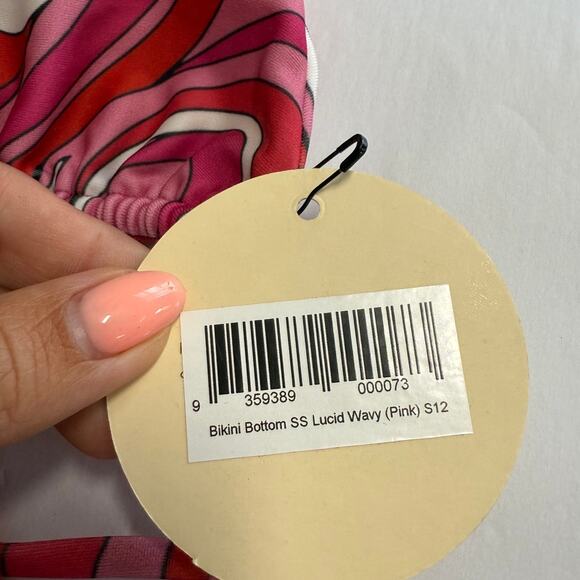 9 359389 000073
Bikini Bottom SS Lucid Wavy (Pink) S12